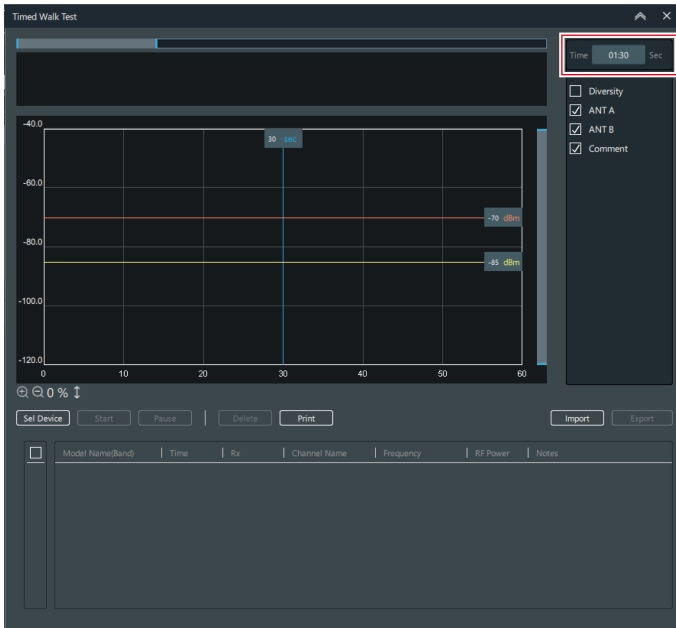 Timed Walk Test
Time 01:30 Sec
Diversity
ANT A
ANT B
Comment
-40.0
30 sec
-60.0
-70 dBm
-80.0
-85 dBm
-100.0
-120.0
0 10 20 30 40 50 60
0 %
Sel Device Start Pause Delete Print Import Export
Model Name(Band) Time Rx Channel Name Frequency RF Power Notes